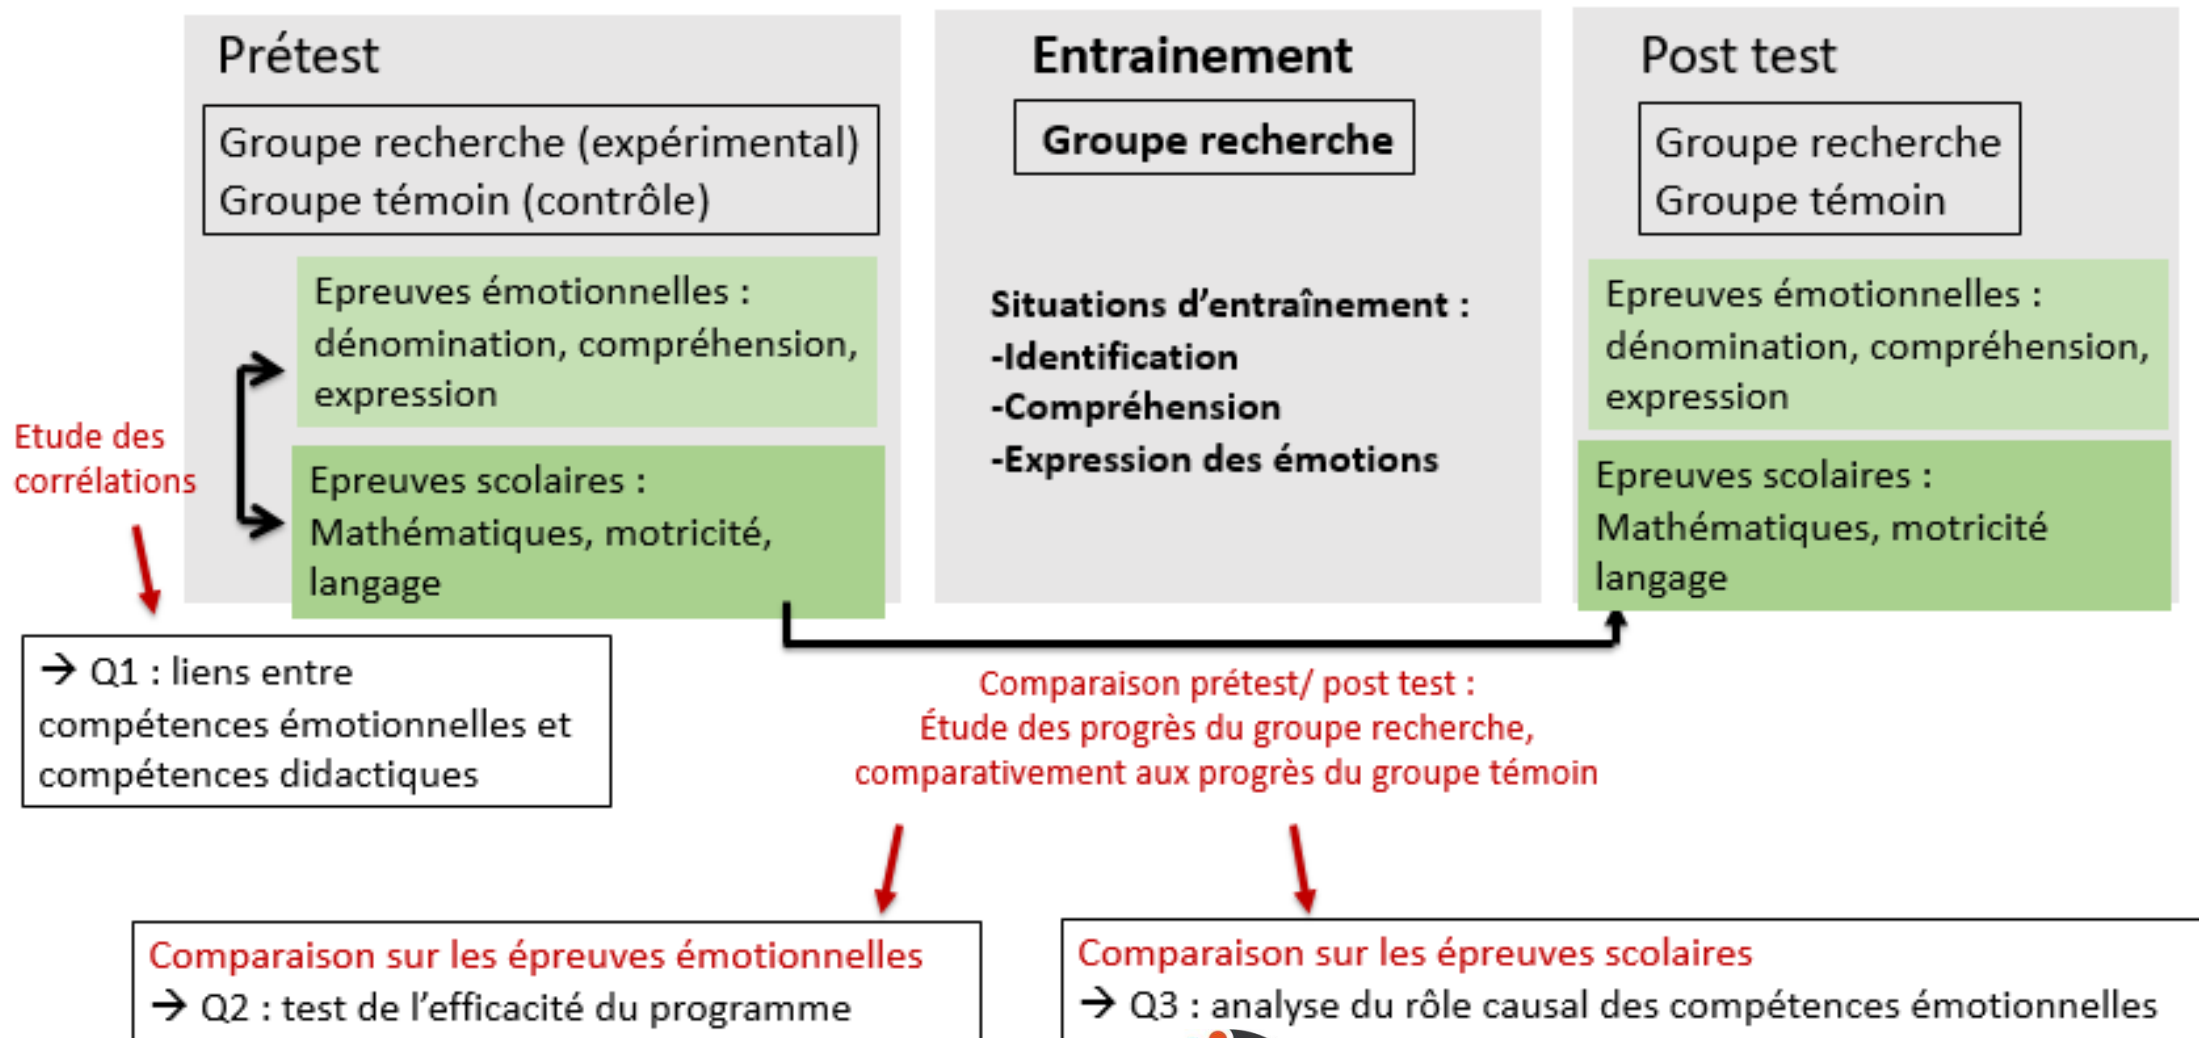 Prétest
Groupe recherche (expérimental)
Groupe témoin (contrôle)
Epreuves émotionnelles :
dénomination, compréhension,
expression
Epreuves scolaires :
Mathématiques, motricité,
langage
Etude des
corrélations
→ Q1 : liens entre
compétences émotionnelles et
compétences didactiques
Entrainement
Groupe recherche
Situations d’entraînement :
-Identification
-Compréhension
-Expression des émotions
Post test
Groupe recherche
Groupe témoin
Epreuves émotionnelles :
dénomination, compréhension,
expression
Epreuves scolaires :
Mathématiques, motricité
langage
Comparaison prétest/ post test :
Étude des progrès du groupe recherche,
comparativement aux progrès du groupe témoin
Comparaison sur les épreuves émotionnelles
→ Q2 : test de l’efficacité du programme
Comparaison sur les épreuves scolaires
→ Q3 : analyse du rôle causal des compétences émotionnelles